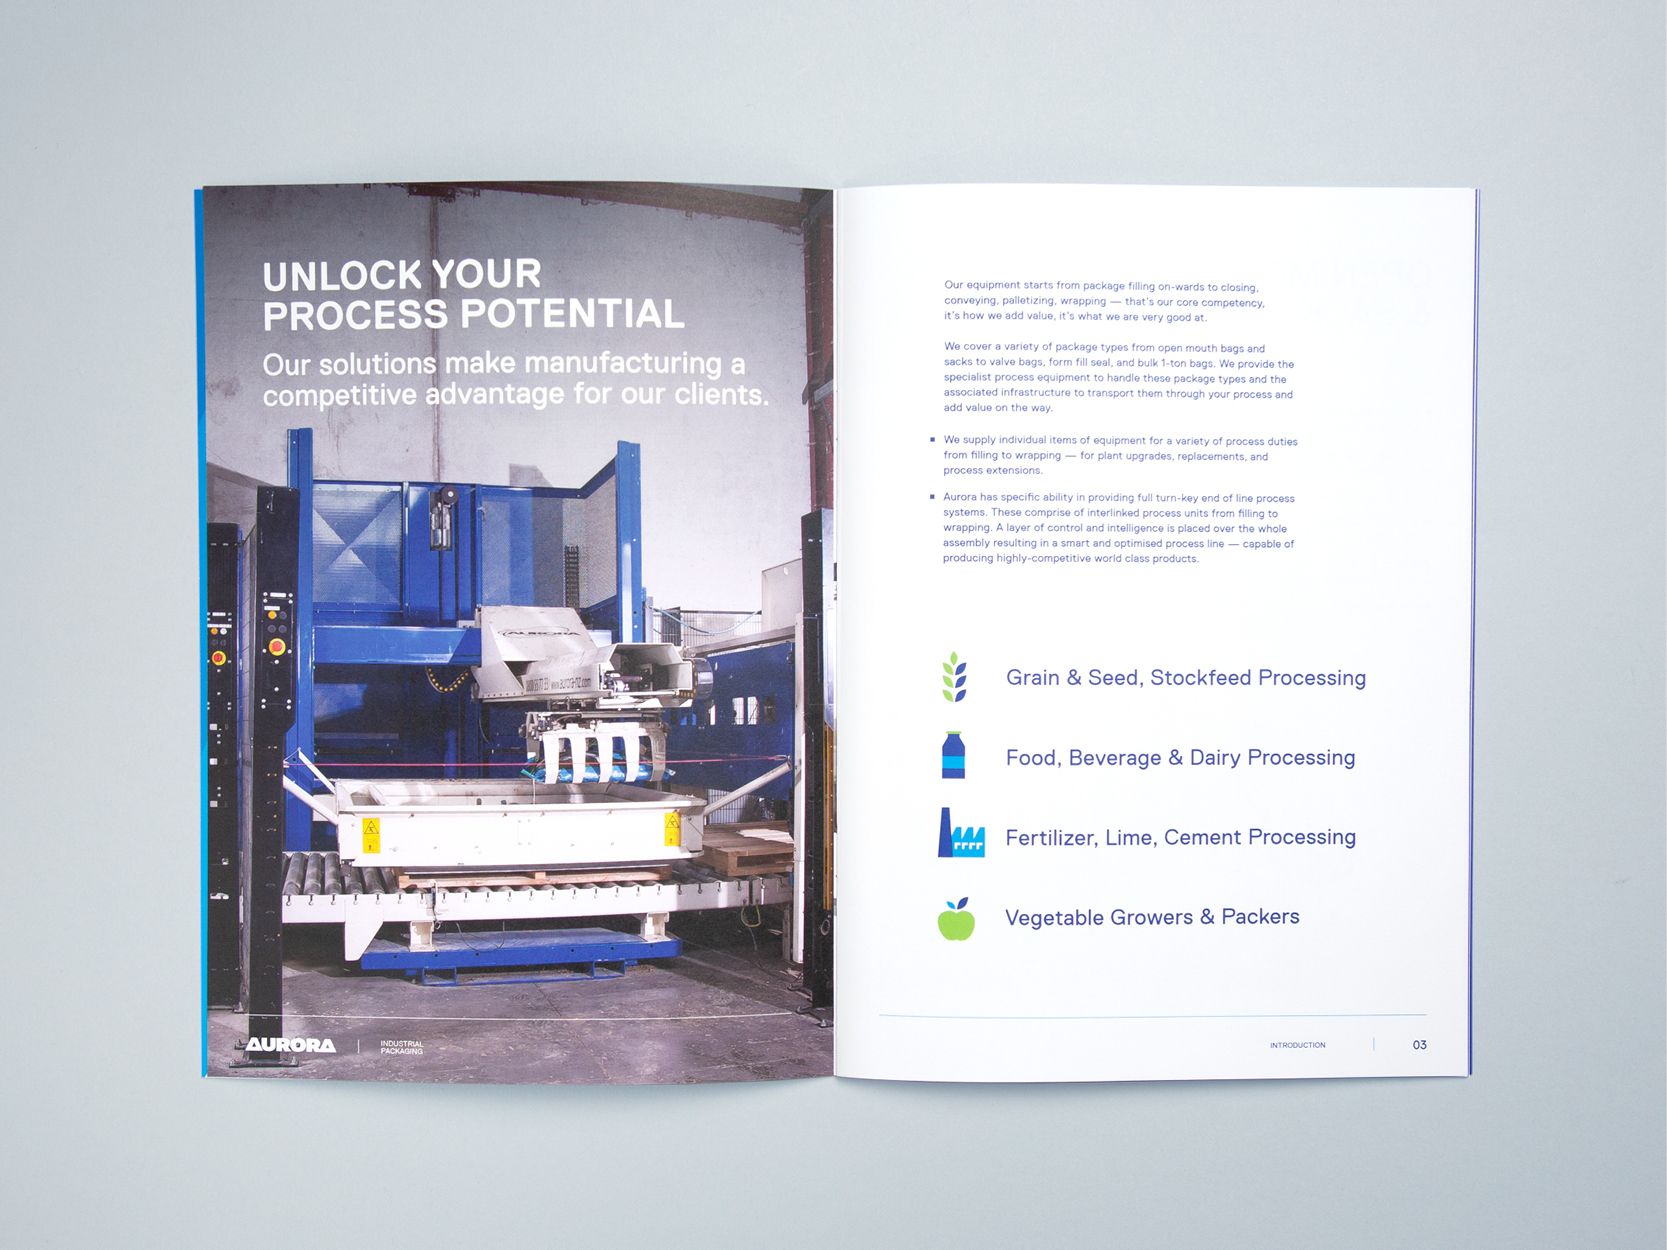 UNLOCK YOUR
PROCESS POTENTIAL
Our solutions make manufacturing a
competitive advantage for our clients.
AURORA
www.aurora-nz.com
AURORA
INDUSTRIAL
PACKAGING
Our equipment starts from package filling on-wards to closing,
conveying, palletizing, wrapping — that's our core competency,
it's how we add value, it's what we are very good at.
We cover a variety of package types from open mouth bags and
sacks to valve bags, form fill seal, and bulk 1-ton bags. We provide the
specialist process equipment to handle these package types and the
associated infrastructure to transport them through your process and
add value on the way.
We supply individual items of equipment for a variety of process duties
from filling to wrapping — for plant upgrades, replacements, and
process extensions.
Aurora has specific ability in providing full turn-key end of line process
systems. These comprise of interlinked process units from filling to
wrapping. A layer of control and intelligence is placed over the whole
assembly resulting in a smart and optimised process line — capable of
producing highly-competitive world class products.
Grain & Seed, Stockfeed Processing
Food, Beverage & Dairy Processing
Fertilizer, Lime, Cement Processing
Vegetable Growers & Packers
INTRODUCTION
03